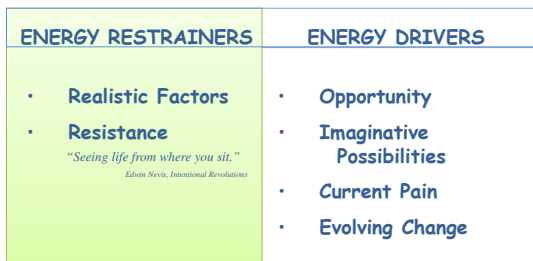 ENERGY RESTRAINERS
• Realistic Factors
• Resistance
“Seeing life from where you sit.”
Edwin Nevis, Intentional Revolutions
ENERGY DRIVERS
• Opportunity
• Imaginative
Possibilities
• Current Pain
• Evolving Change